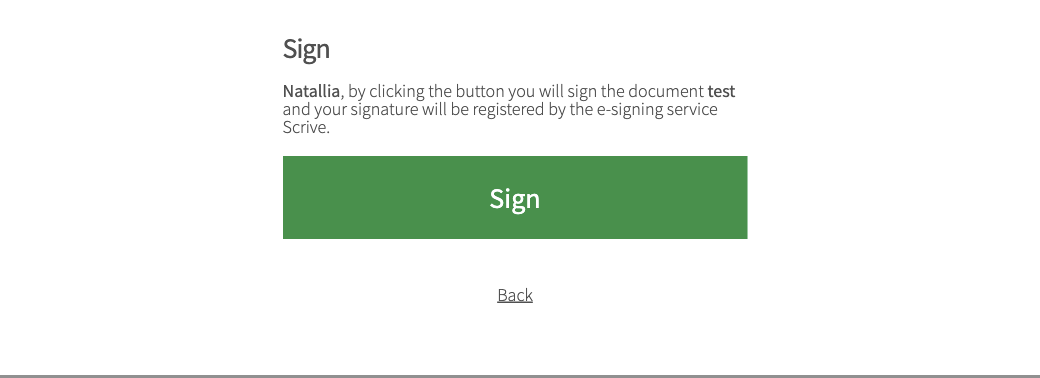 Sign
Natallia, by clicking the button you will sign the document test
and your signature will be registered by the e-signing service
Scrive.
Sign
Back